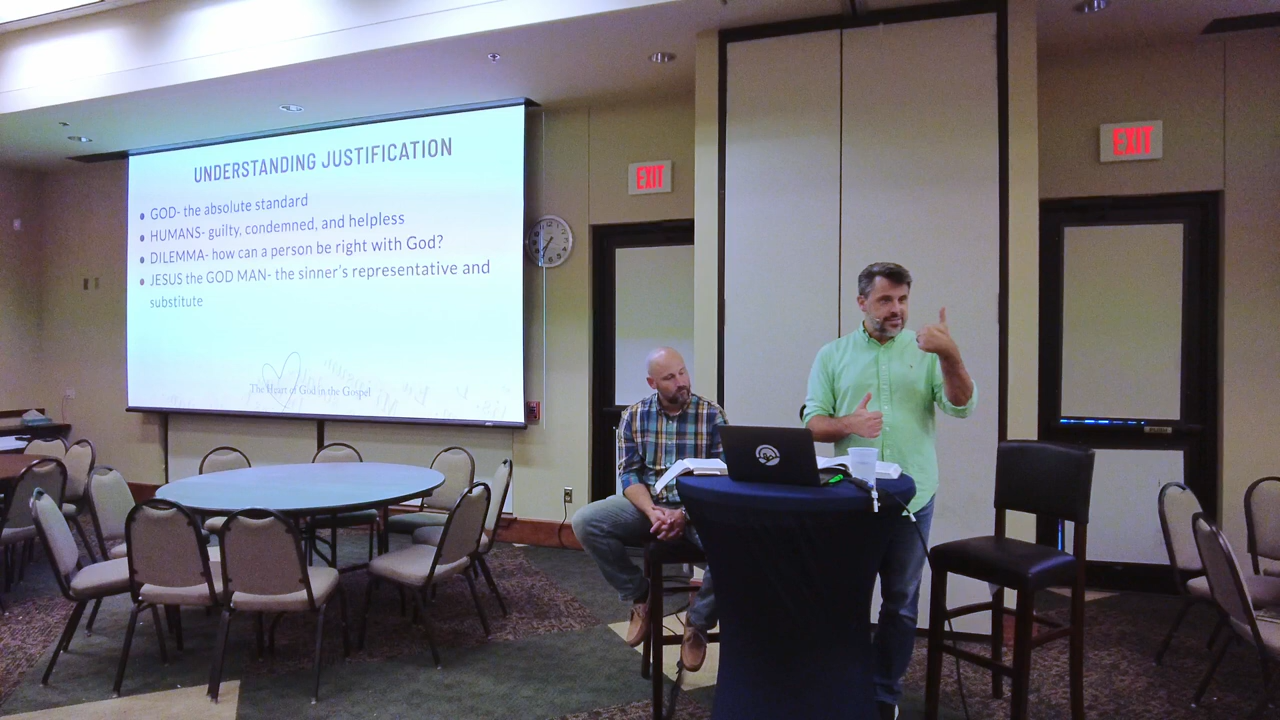 UNDERSTANDING JUSTIFICATION
● GOD- the absolute standard
● HUMANS- guilty, condemned, and helpless
● DILEMMA- how can a person be right with God?
● JESUS the GOD MAN- the sinner's representative and
substitute
The Heart of God in the Gospel
EXIT
EXIT